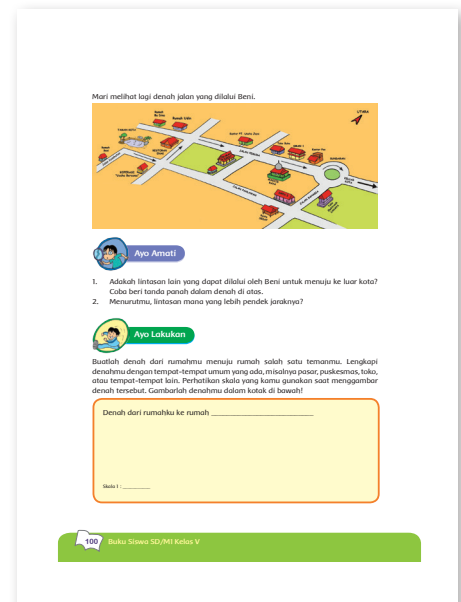 Mari melihat lagi denah jalan yang dilalui Beni.
UTARA
Ayo Amati
1. Adakah lintasan lain yang dapat dilalui oleh Beni untuk menuju ke luar kota?
Coba beri tanda panah dalam denah di atas.
2. Menurutmu, lintasan mana yang lebih pendek jaraknya?
Ayo Lakukan
Buatlah denah dari rumahmu menuju rumah salah satu temanmu. Lengkapi
denahmu dengan tempat-tempat umum yang ada, misalnya pasar, puskesmas, toko,
atau tempat-tempat lain. Perhatikan skala yang kamu gunakan saat menggambar
denah tersebut. Gambarlah denahmu dalam kotak di bawah!
Denah dari rumahku ke rumah ____________________
Skala 1 : ________
100 Buku Siswa SD/MI Kelas V